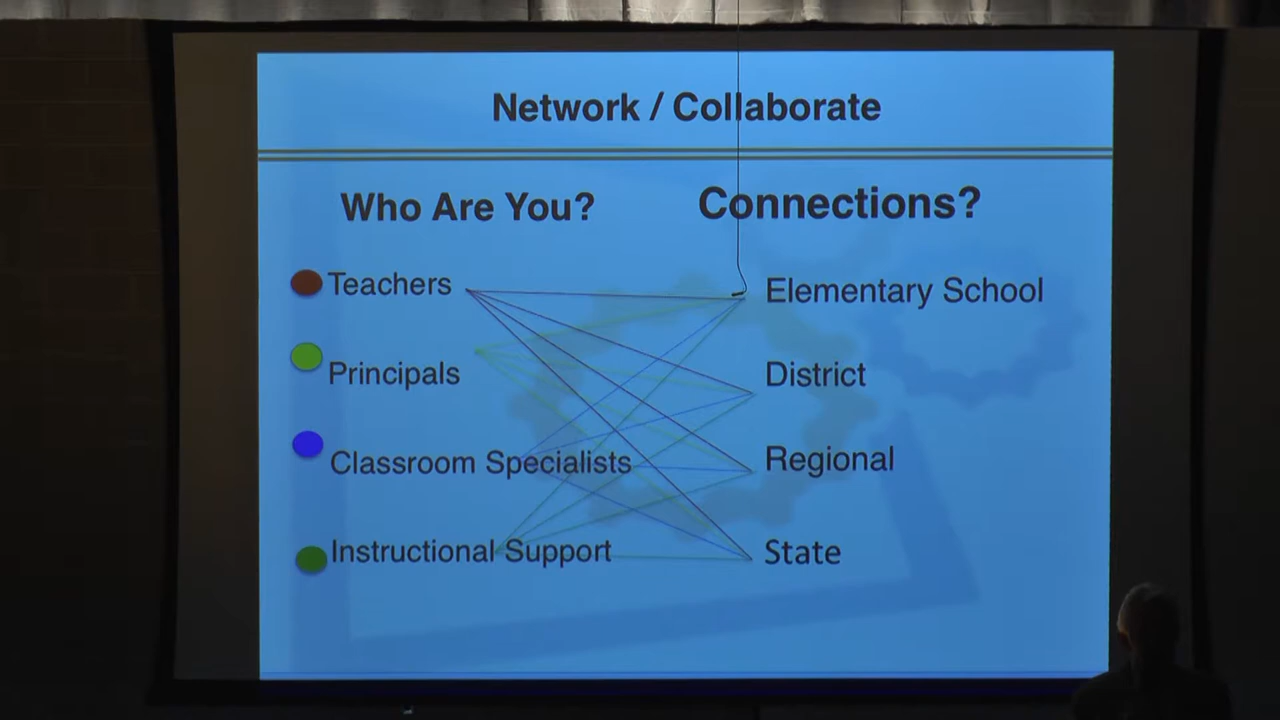 Network / Collaborate
Who Are You?
Connections?
Teachers
Elementary School
Principals
District
Classroom Specialists
Regional
Instructional Support
State